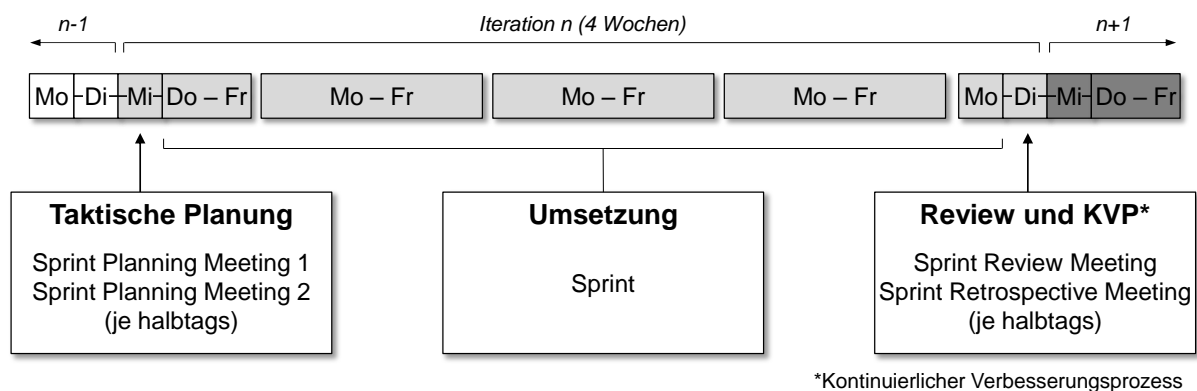 n-1
Iteration n (4 Wochen)
n+1
Mo Di Mi Do – Fr Mo – Fr Mo – Fr Mo – Fr Mo Di Mi Do – Fr
Taktische Planung
Sprint Planning Meeting 1
Sprint Planning Meeting 2
(je halbtags)
Umsetzung
Sprint
Review und KVP*
Sprint Review Meeting
Sprint Retrospective Meeting
(je halbtags)
*Kontinuierlicher Verbesserungsprozess